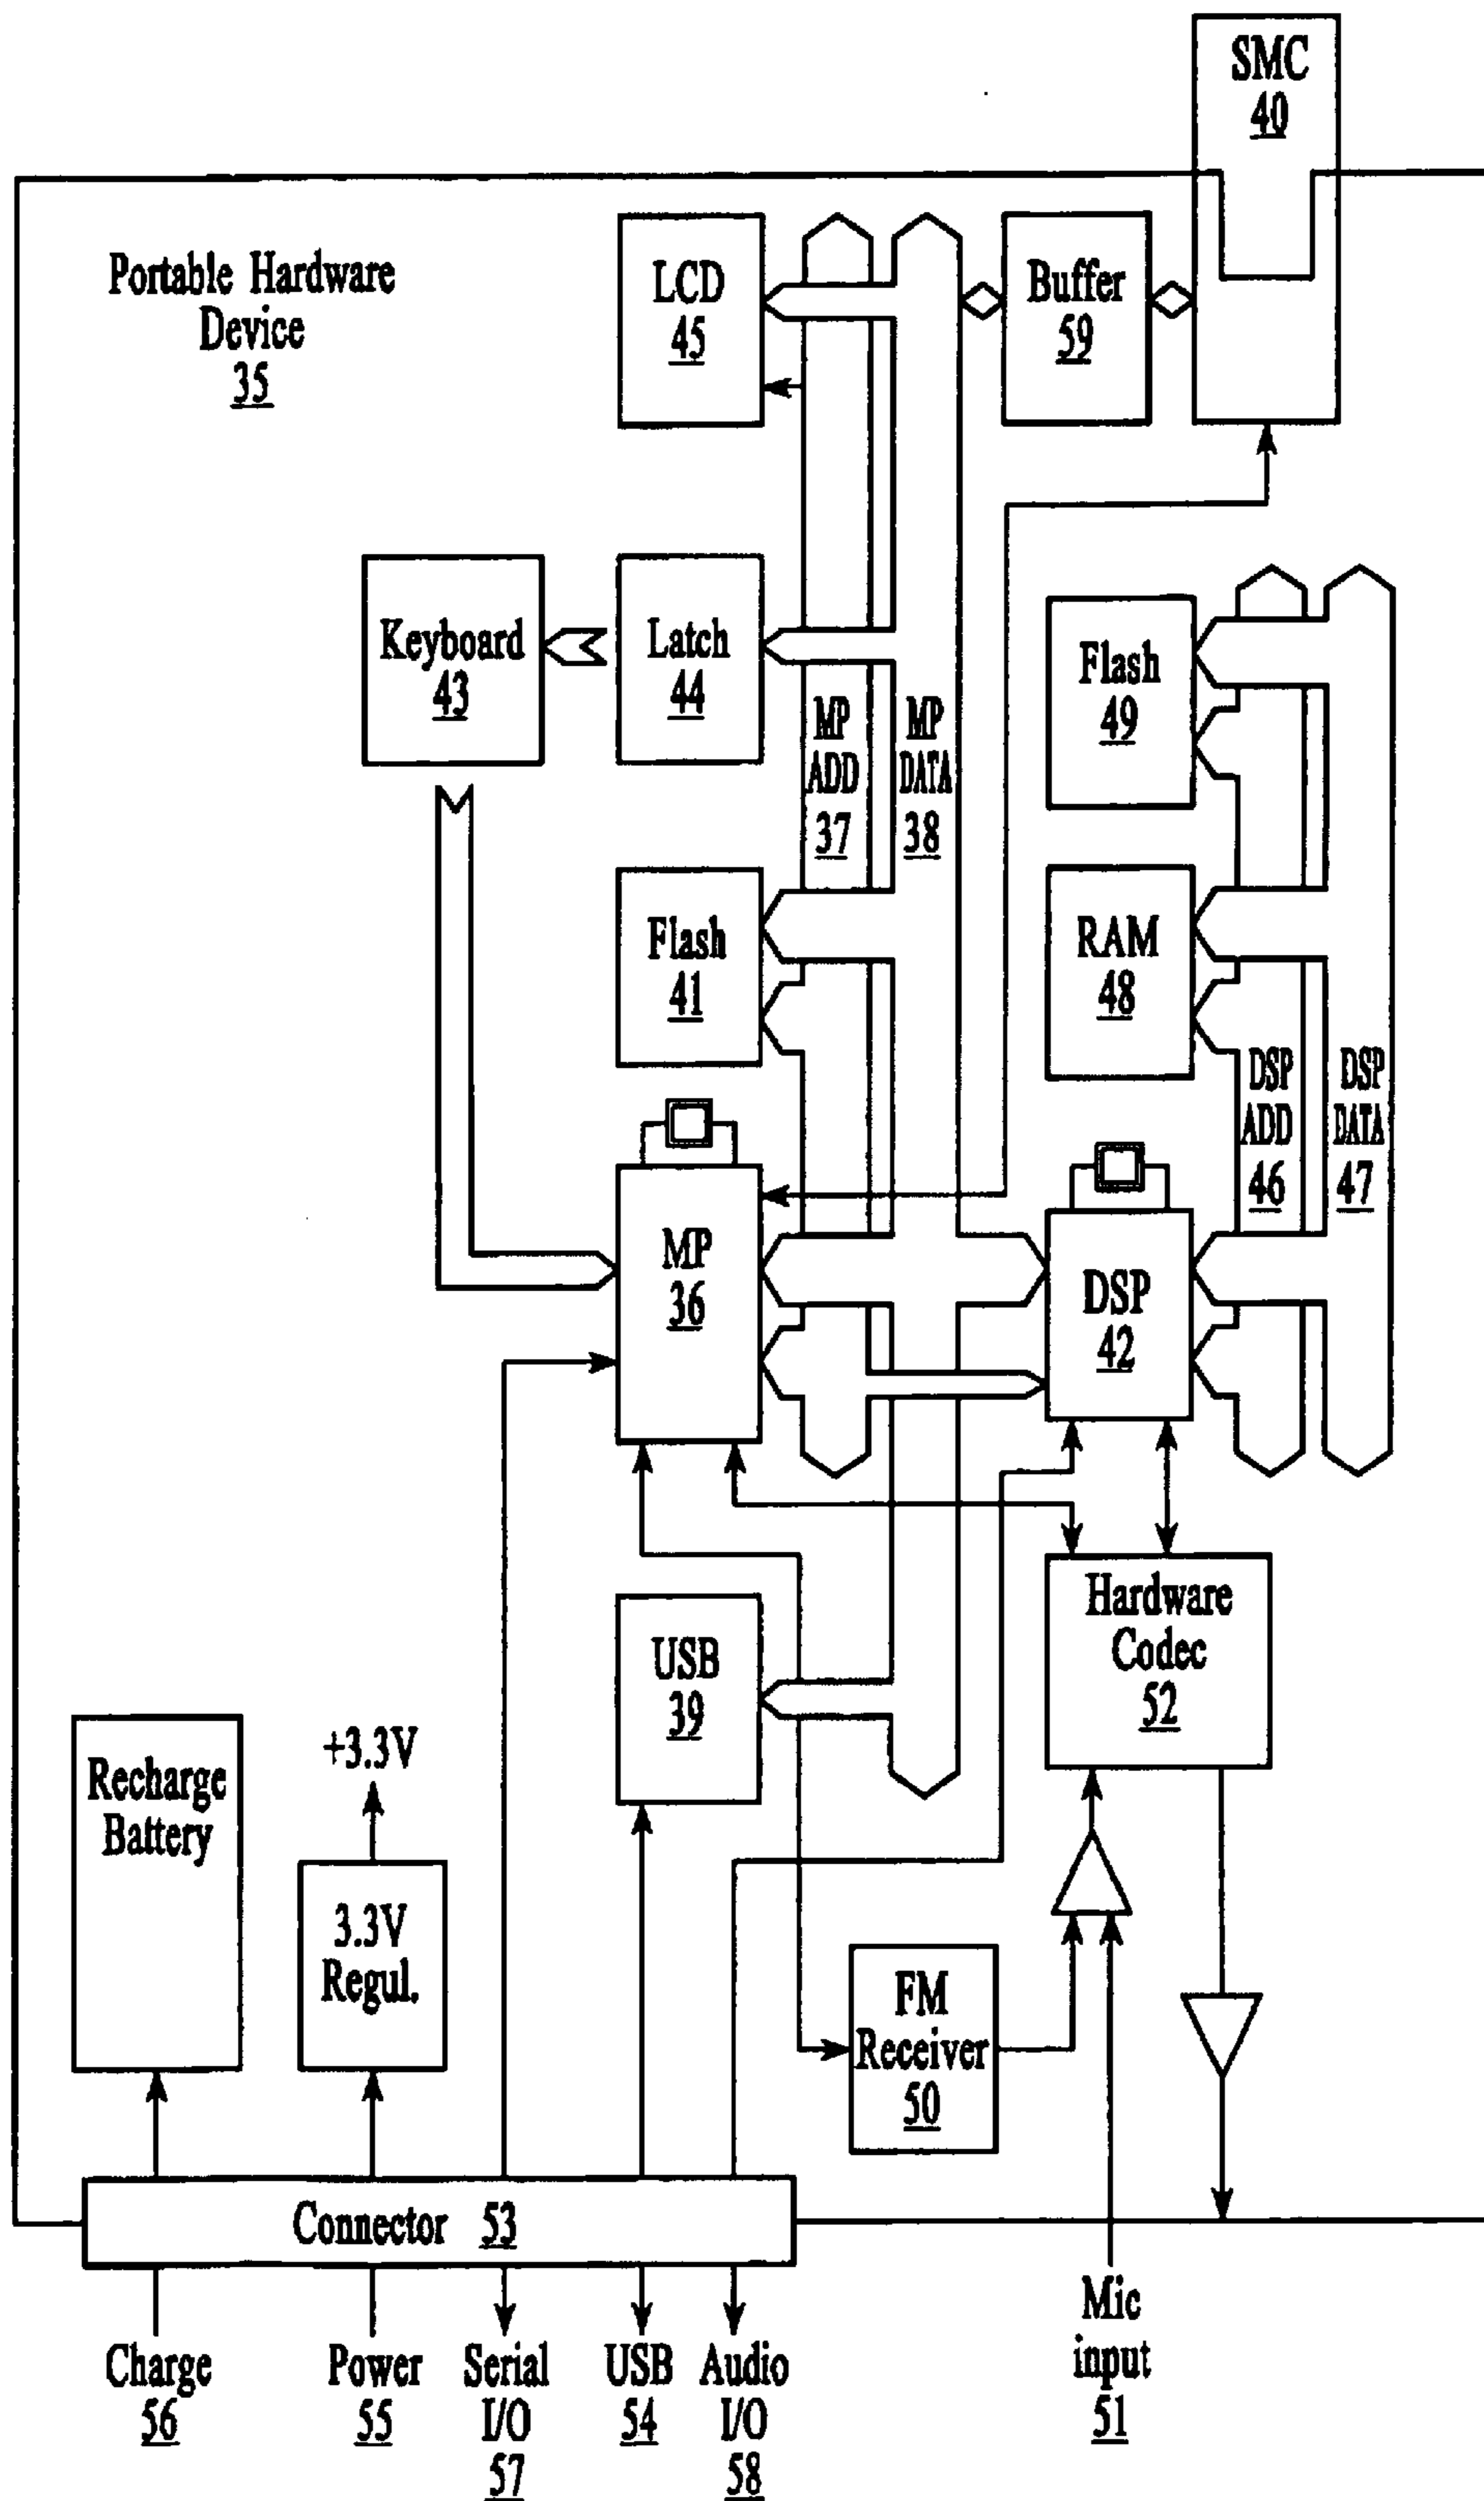 SMC
40
Portable Hardware
Device
35
LCD
45
Buffer
59
Keyboard
43
Latch
44
Flash
49
MP
ADD
37
MP
DATA
38
Flash
41
RAM
48
DSP
ADD
46
DSP
DATA
47
MP
36
DSP
42
Hardware
Codec
52
USB
39
Recharge
Battery
+3.3V
3.3V
Regul.
FM
Receiver
50
Connector 53
Charge
56
Power
55
Serial
I/O
57
USB
54
Audio
I/O
58
Mic
input
51